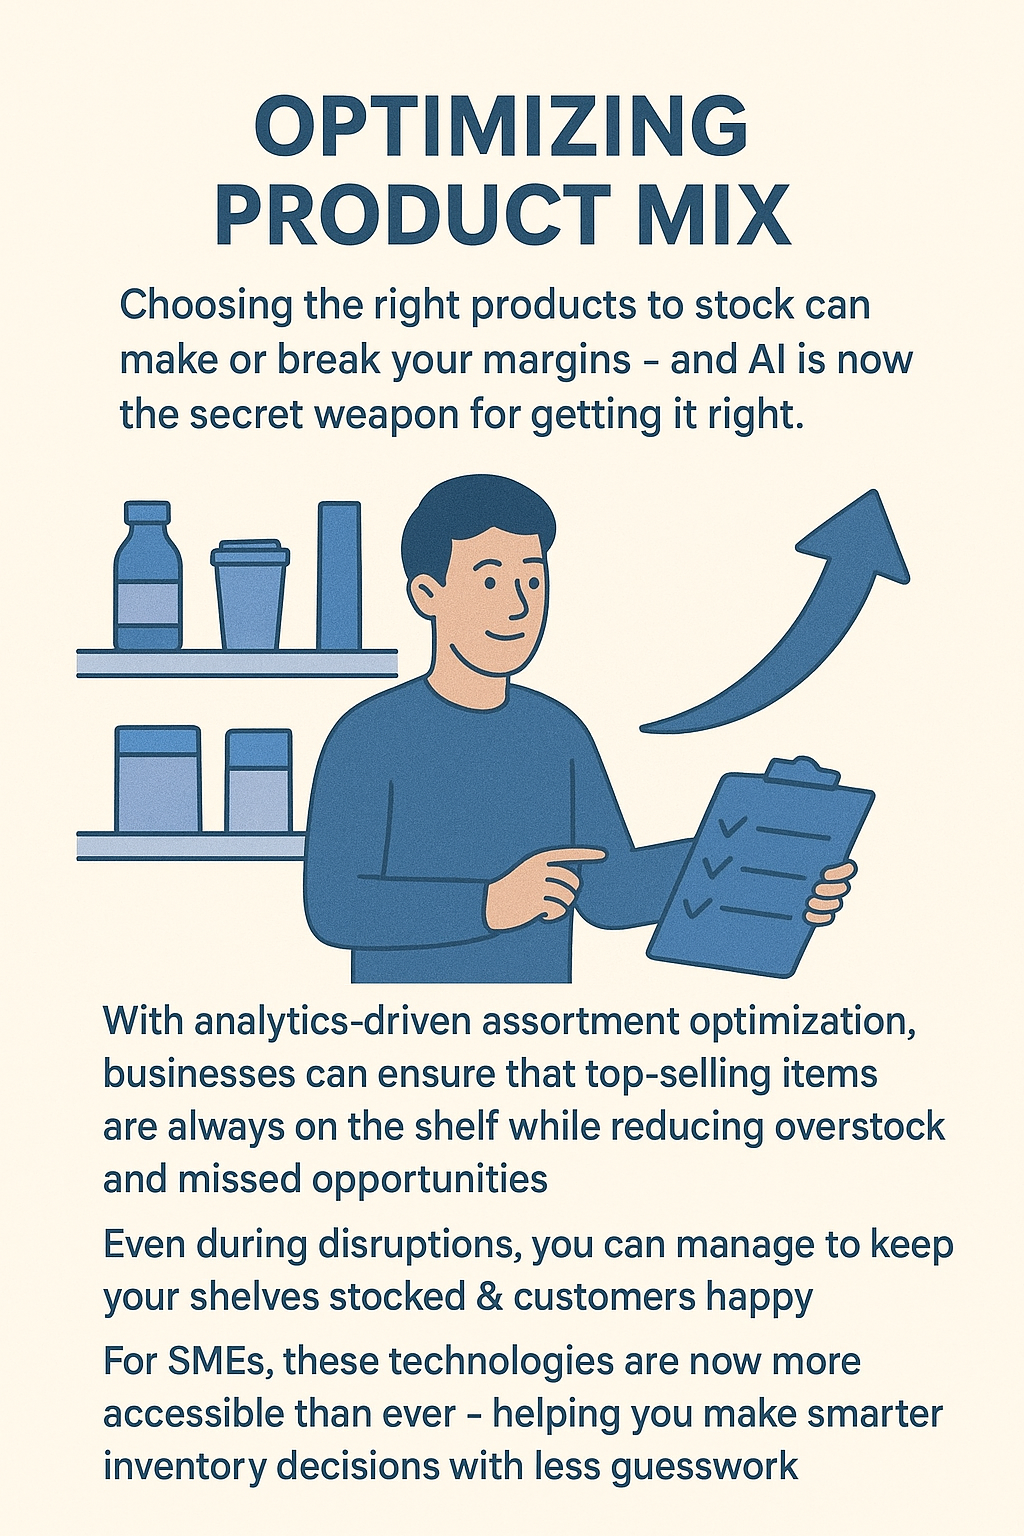 OPTIMIZING
PRODUCT MIX
Choosing the right products to stock can
make or break your margins – and AI is now
the secret weapon for getting it right.
With analytics-driven assortment optimization,
businesses can ensure that top-selling items
are always on the shelf while reducing overstock
and missed opportunities
Even during disruptions, you can manage to keep
your shelves stocked & customers happy
For SMEs, these technologies are now more
accessible than ever – helping you make smarter
inventory decisions with less guesswork